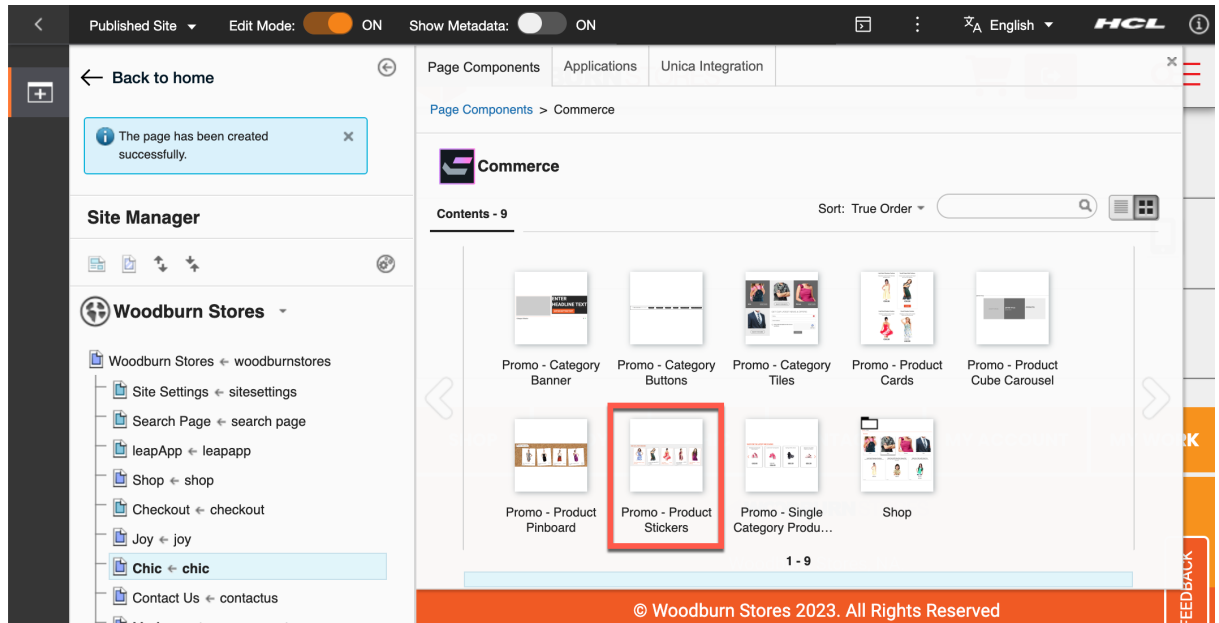 Published Site
Edit Mode:
ON
Show Metadata:
ON
English
HCL
Back to home
The page has been created
successfully.
Site Manager
Woodburn Stores
Woodburn Stores ← woodburnstores
Site Settings ← sitesettings
Search Page ← search page
leapApp ← leapapp
Shop ← shop
Checkout ← checkout
Joy ← joy
Chic ← chic
Contact Us ← contactus
Page Components
Applications
Unica Integration
Page Components > Commerce
Commerce
Contents - 9
Sort: True Order
ENTER
HEADLINE TEXT
Promo - Category
Banner
Promo - Category
Buttons
Promo - Category
Tiles
Promo - Product
Cards
Promo - Product
Cube Carousel
Promo - Product
Pinboard
Promo - Product
Stickers
Promo - Single
Category Produ...
Shop
1 - 9
RK
FEEDBACK
© Woodburn Stores 2023. All Rights Reserved